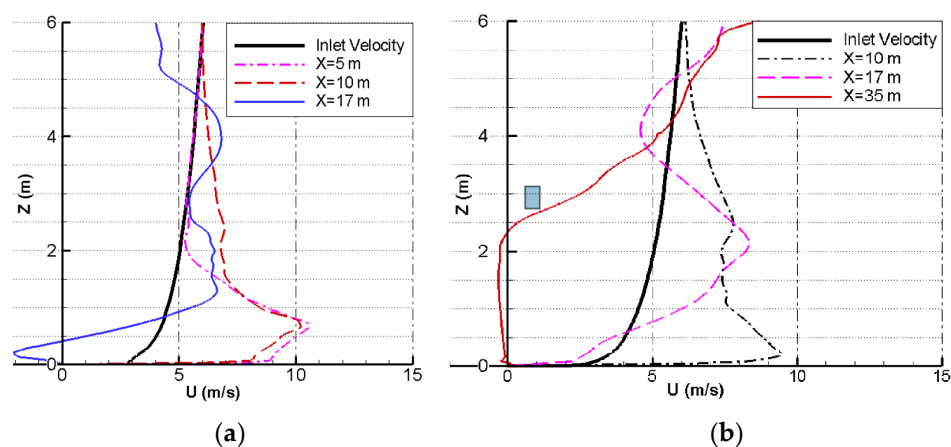 6
4
2
0
Z (m)
Inlet Velocity
X=5 m
X=10 m
X=17 m
0 5 10 15
U (m/s)
(a)
6
4
2
0
Z (m)
Inlet Velocity
X=10 m
X=17 m
X=35 m
0 5 10 15
U (m/s)
(b)